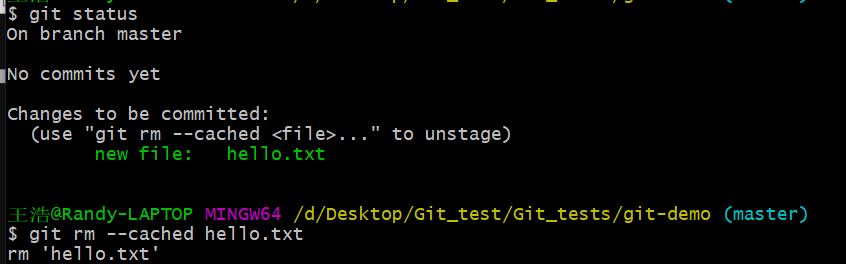 $ git status
On branch master
No commits yet
Changes to be committed:
  (use "git rm --cached <file>..." to unstage)
        new file:   hello.txt
王浩@Randy-LAPTOP MINGW64 /d/Desktop/Git_test/Git_tests/git-demo (master)
$ git rm --cached hello.txt
rm 'hello.txt'